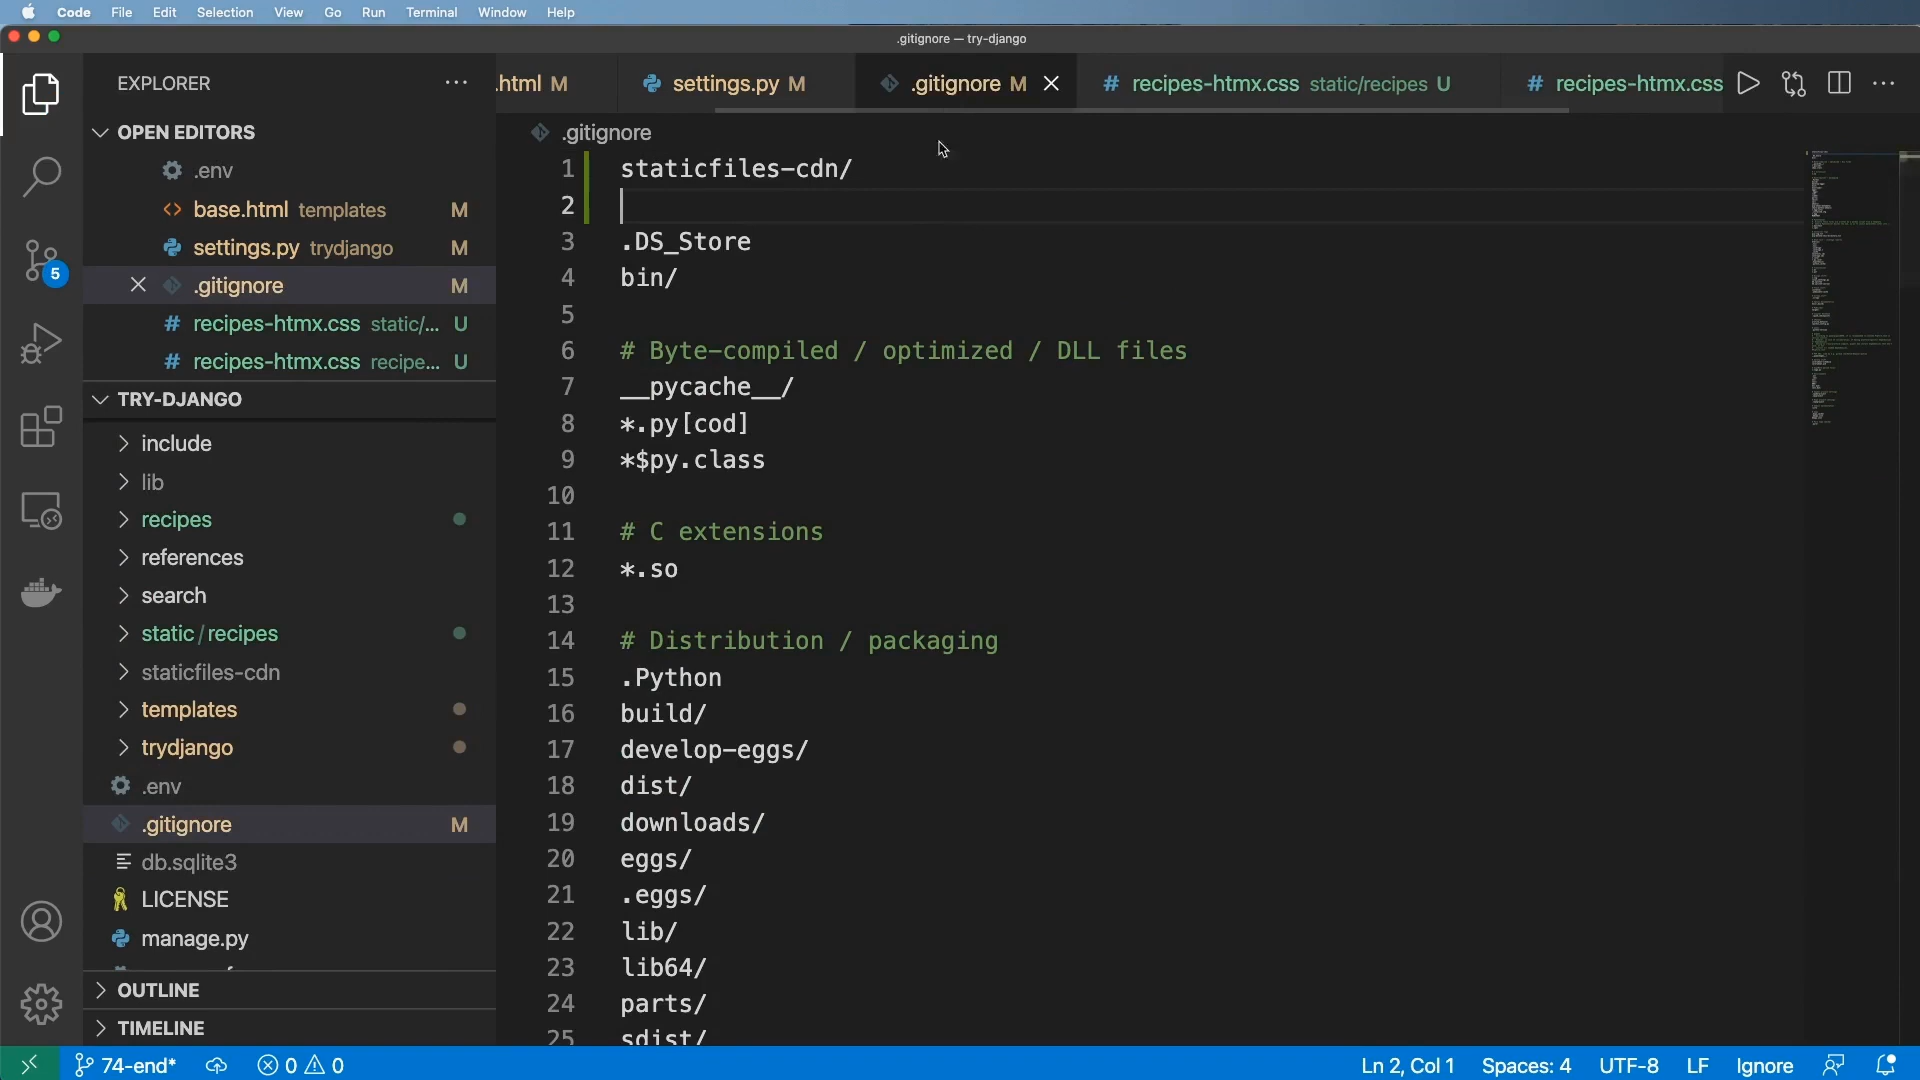 Code File Edit Selection View Go Run Terminal Window Help
.gitignore — try-django
EXPLORER
.html M
settings.py M
.gitignore M
# recipes-htmx.css static/recipes U
# recipes-htmx.css
OPEN EDITORS
.env
<> base.html templates M
settings.py trydjango M
.gitignore M
# recipes-htmx.css static/... U
# recipes-htmx.css recipe... U
5
TRY-DJANGO
include
lib
recipes
references
search
static / recipes
staticfiles-cdn
templates
trydjango
.env
.gitignore M
db.sqlite3
LICENSE
manage.py
OUTLINE
TIMELINE
.gitignore
1 staticfiles-cdn/
2
3 .DS_Store
4 bin/
5
6 # Byte-compiled / optimized / DLL files
7 __pycache__/
8 *.py[cod]
9 *$py.class
10
11 # C extensions
12 *.so
13
14 # Distribution / packaging
15 .Python
16 build/
17 develop-eggs/
18 dist/
19 downloads/
20 eggs/
21 .eggs/
22 lib/
23 lib64/
24 parts/
25 sdist/
74-end* 0 0
Ln 2, Col 1 Spaces: 4 UTF-8 LF Ignore